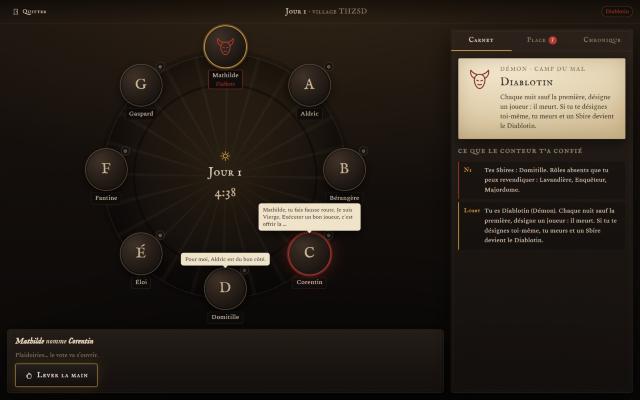 Quitter
Jour 1 · village THZSD
Diablotin
Mathilde
Diablotin
G
Gaspard
A
Aldric
F
Fantine
B
Bérangère
Jour 1
4:38
Mathilde, tu fais fausse route. Je suis
Vierge. Exécuter un bon joueur, c'est
offrir la ...
É
Éloi
Pour moi, Aldric est du bon côté.
C
Corentin
D
Domitille
Mathilde nomme Corentin
Plaidoiries... le vote va s'ouvrir.
Lever la main
Carnet
Place
Chronique
DÉMON · CAMP DU MAL
Diablotin
Chaque nuit sauf la première, désigne
un joueur : il meurt. Si tu te désignes
toi-même, tu meurs et un Sbire devient
le Diablotin.
CE QUE LE CONTEUR T'A CONFIÉ
N1
Tes Sbires : Domitille. Rôles absents que tu
peux revendiquer : Lavandière, Enquêteur,
Majordome.
Tu es Diablotin (Démon). Chaque nuit sauf la
première, désigne un joueur : il meurt. Si tu te
désignes toi-même, tu meurs et un Sbire
devient le Diablotin.